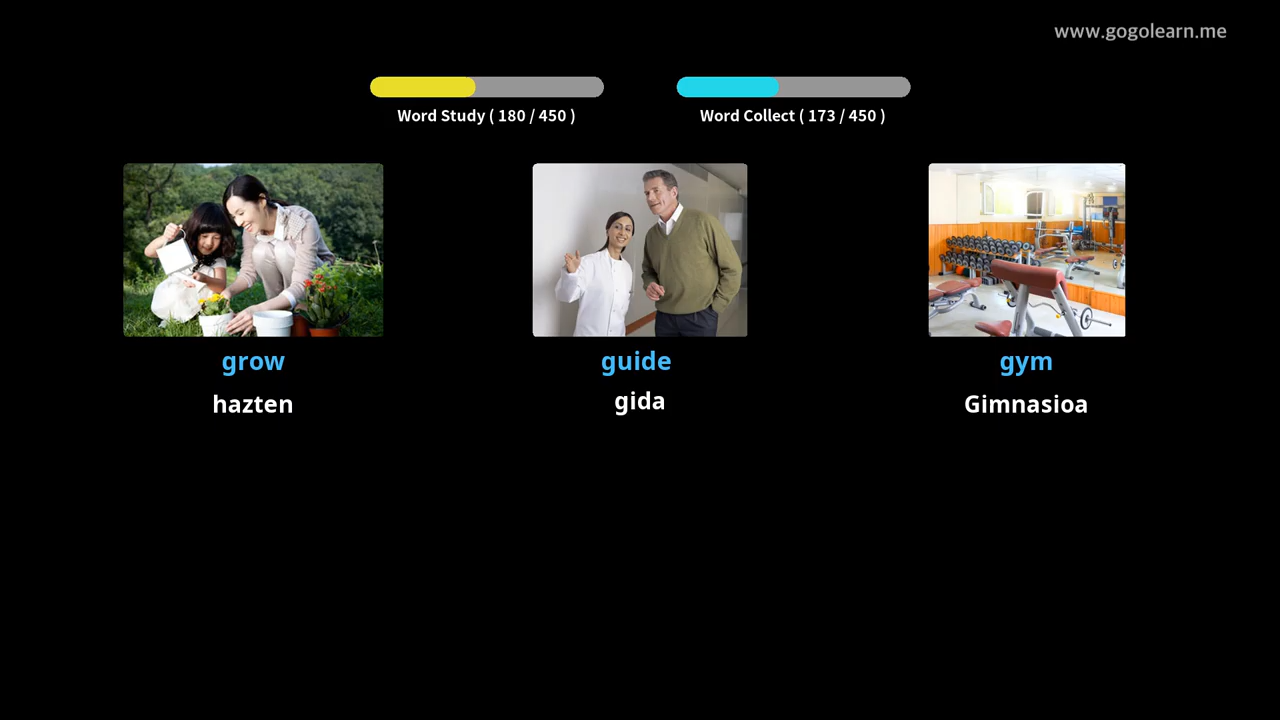 www.gogolearn.me
Word Study ( 180 / 450 )
Word Collect ( 173 / 450 )
grow
guide
gym
hazten
gida
Gimnasioa